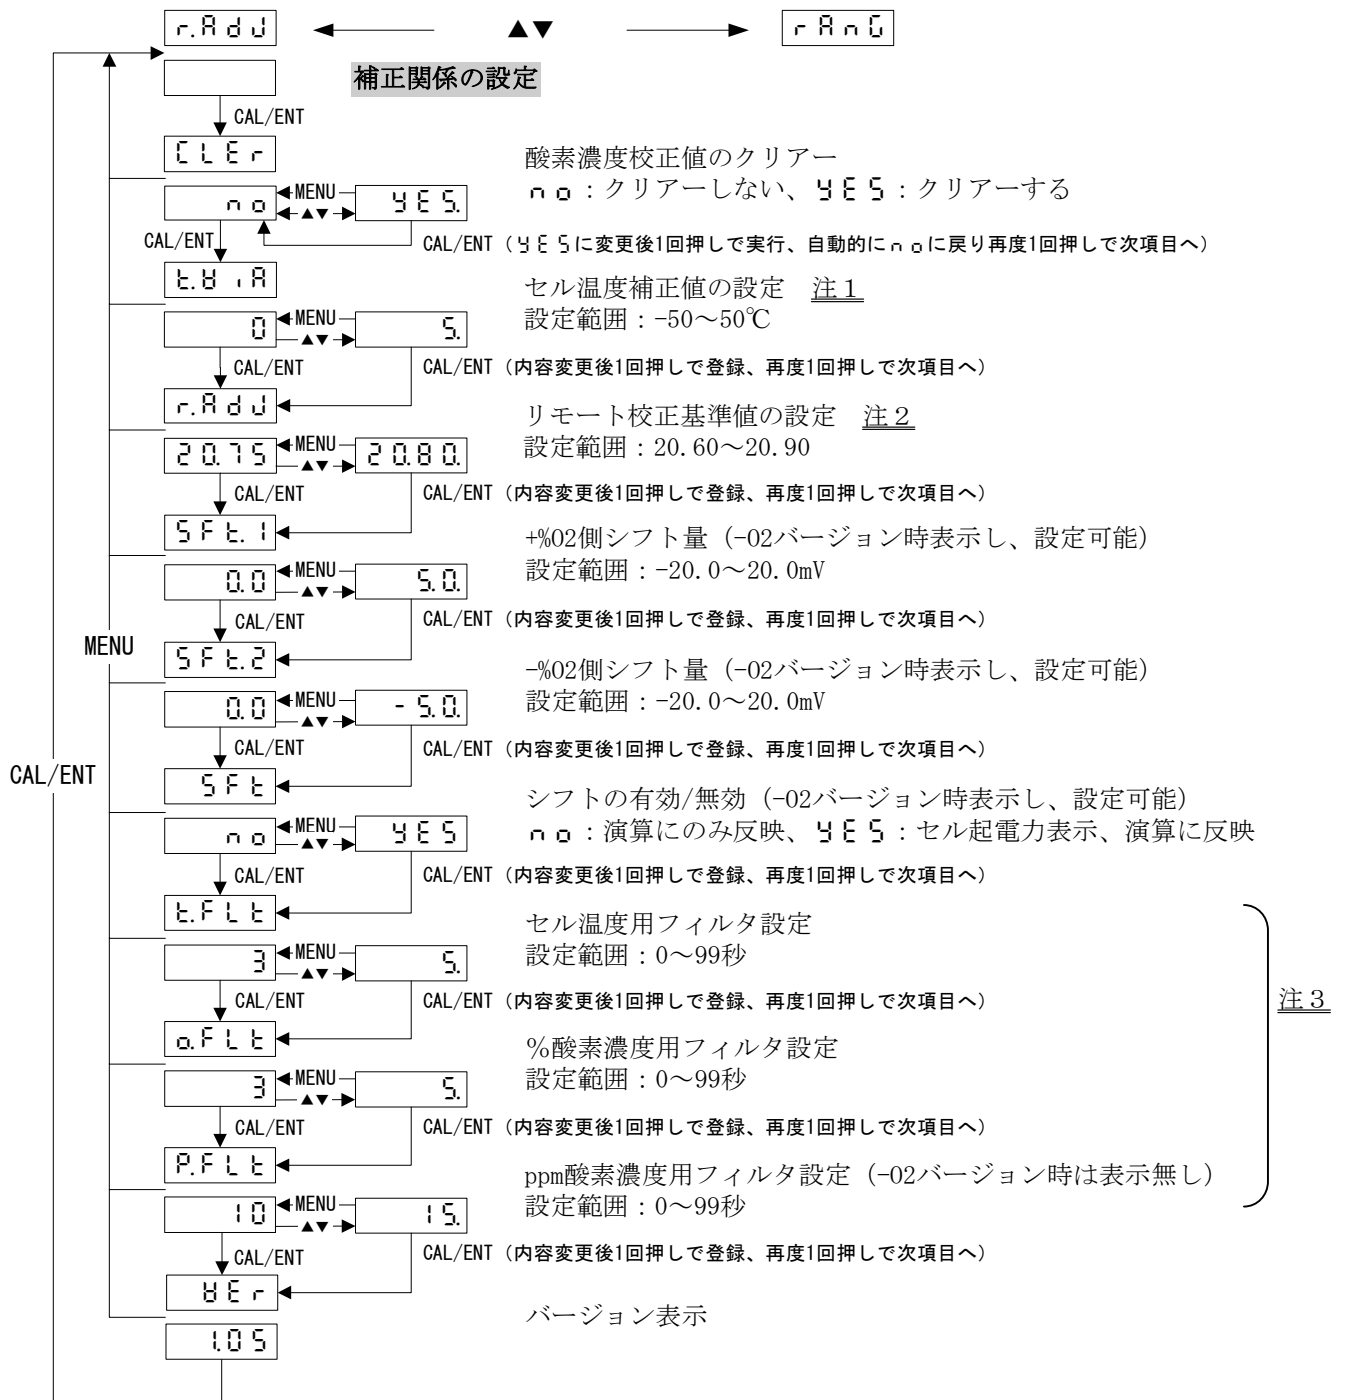 r.AdJ ▲▼ rAnG
補正関係の設定
CAL/ENT
CLEr
酸素濃度校正値のクリアー
no MENU ▲▼ YES.
no：クリアーしない、YES：クリアーする
CAL/ENT CAL/ENT（YESに変更後1回押しで実行、自動的にnoに戻り再度1回押しで次項目へ）
セル温度補正値の設定 注１
0 MENU ▲▼ 5.
設定範囲：-50～50℃
CAL/ENT CAL/ENT（内容変更後1回押しで登録、再度1回押しで次項目へ）
r.AdJ
リモート校正基準値の設定 注２
20.75 MENU ▲▼ 20.80.
設定範囲：20.60～20.90
CAL/ENT CAL/ENT（内容変更後1回押しで登録、再度1回押しで次項目へ）
SFt.1
+%O2側シフト量（-02バージョン時表示し、設定可能）
0.0 MENU ▲▼ 5.0.
設定範囲：-20.0～20.0mV
CAL/ENT CAL/ENT（内容変更後1回押しで登録、再度1回押しで次項目へ）
MENU
SFt.2
-%O2側シフト量（-02バージョン時表示し、設定可能）
0.0 MENU ▲▼ -5.0.
設定範囲：-20.0～20.0mV
CAL/ENT CAL/ENT（内容変更後1回押しで登録、再度1回押しで次項目へ）
CAL/ENT
SFt
シフトの有効/無効（-02バージョン時表示し、設定可能）
no MENU ▲▼ YES
no：演算にのみ反映、YES：セル起電力表示、演算に反映
CAL/ENT CAL/ENT（内容変更後1回押しで登録、再度1回押しで次項目へ）
t.FLt
セル温度用フィルタ設定
3 MENU ▲▼ 5.
設定範囲：0～99秒
CAL/ENT CAL/ENT（内容変更後1回押しで登録、再度1回押しで次項目へ）
注３
o.FLt
％酸素濃度用フィルタ設定
3 MENU ▲▼ 5.
設定範囲：0～99秒
CAL/ENT CAL/ENT（内容変更後1回押しで登録、再度1回押しで次項目へ）
P.FLt
ppm酸素濃度用フィルタ設定（-02バージョン時は表示無し）
10 MENU ▲▼ 15.
設定範囲：0～99秒
CAL/ENT CAL/ENT（内容変更後1回押しで登録、再度1回押しで次項目へ）
VEr
バージョン表示
1.05